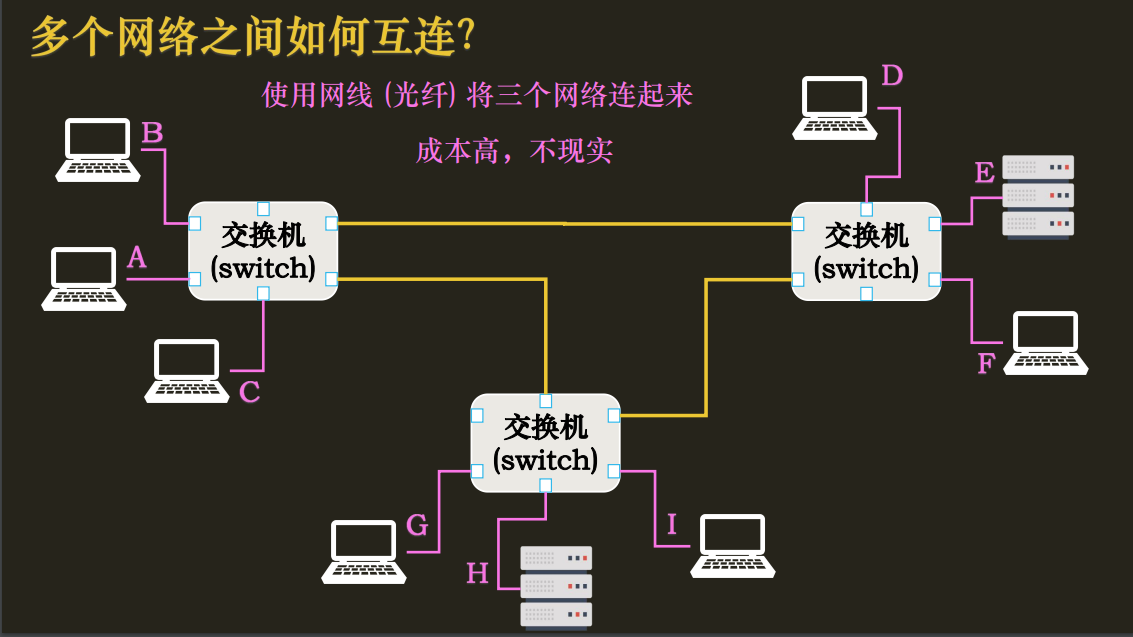 多个网络之间如何互连?
使用网线 (光纤) 将三个网络连起来
成本高，不现实
B
A
C
交换机
(switch)
D
E
F
交换机
(switch)
交换机
(switch)
G
H
I